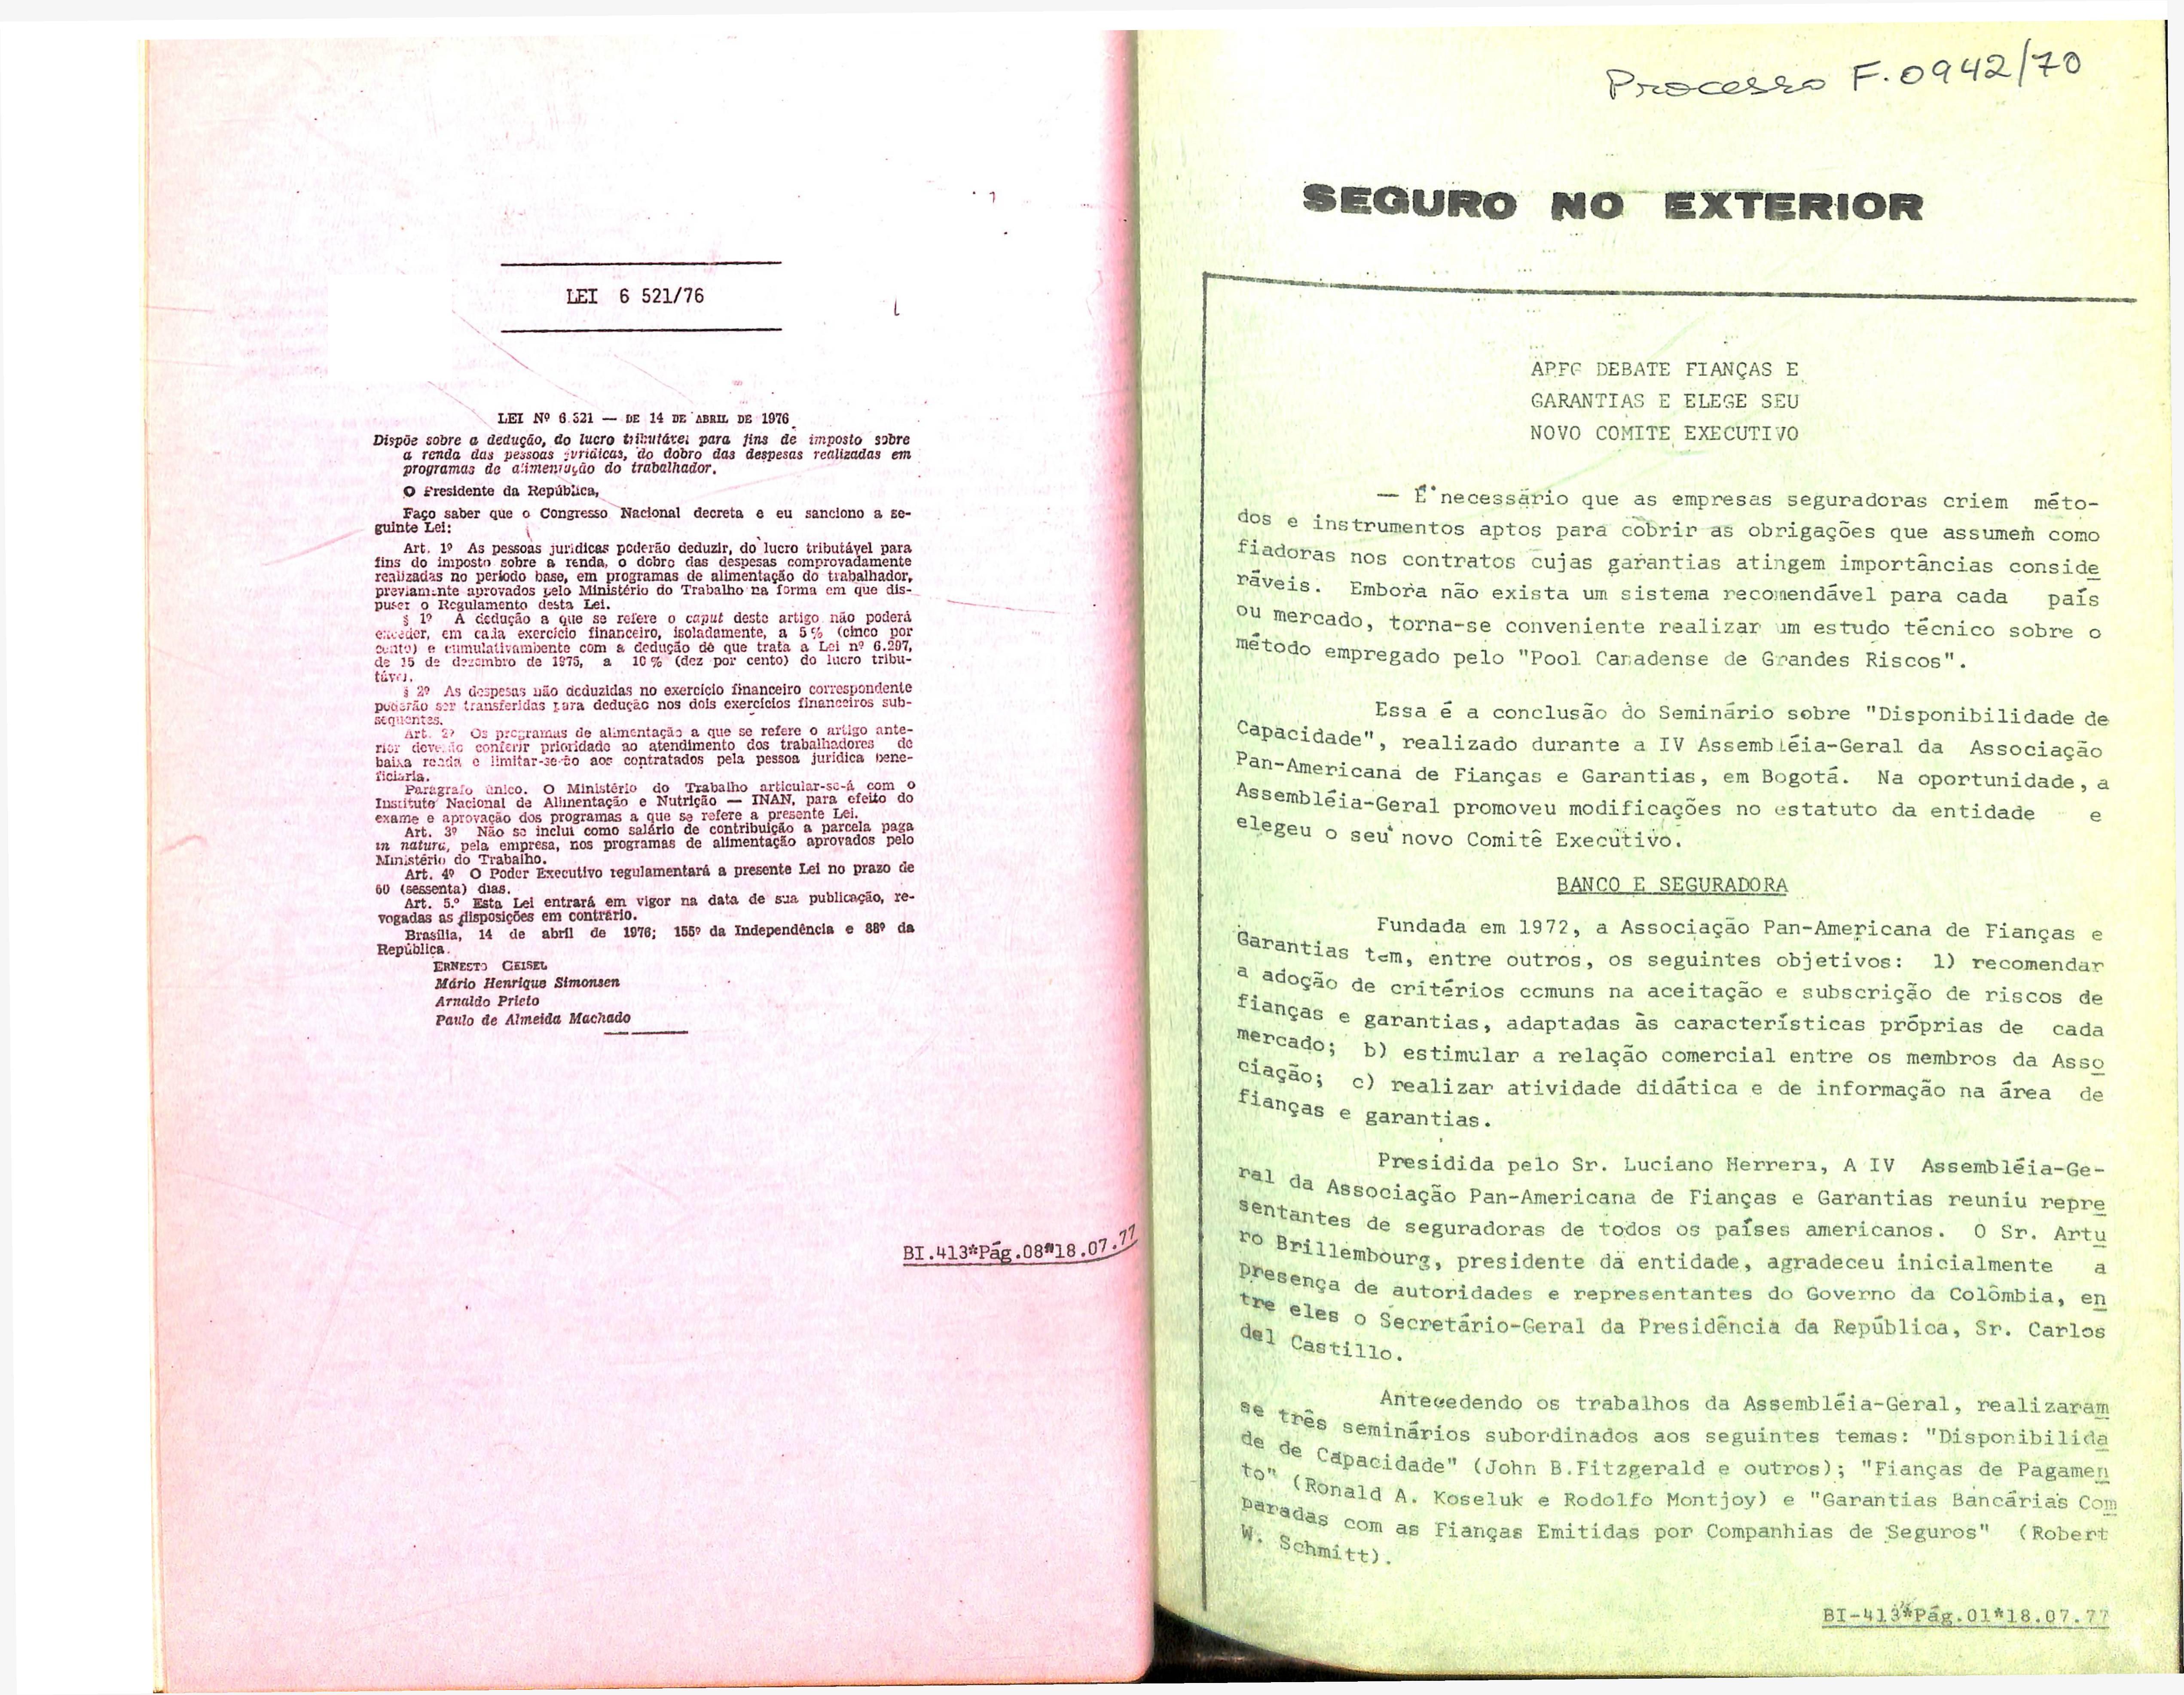 LEI 6 521/76
LEI Nº 6.321 — DE 14 DE ABRIL DE 1976
Dispõe sobre a dedução, do lucro tributável para fins de imposto sobre
a renda das pessoas jurídicas, do dobro das despesas realizadas em
programas de alimentação do trabalhador.
O Presidente da República,
Faço saber que o Congresso Nacional decreta e eu sanciono a se-
guinte Lei:
Art. 1º As pessoas jurídicas poderão deduzir, do lucro tributável para
fins do imposto sobre a renda, o dobro das despesas comprovadamente
realizadas no período base, em programas de alimentação do trabalhador,
previamente aprovados pelo Ministério do Trabalho na forma em que dis-
puser o Regulamento desta Lei.
§ 1º A dedução a que se refere o caput deste artigo não poderá
exceder, em cada exercício financeiro, isoladamente, a 5% (cinco por
cento) e cumulativambente com a dedução de que trata a Lei nº 6.297,
de 15 de dezembro de 1975, a 10% (dez por cento) do lucro tribu-
tável.
§ 2º As despesas não deduzidas no exercício financeiro correspondente
poderão ser transferidas para dedução nos dois exercícios financeiros sub-
sequentes.
Art. 2º Os programas de alimentação a que se refere o artigo ante-
rior deverão conferir prioridade ao atendimento dos trabalhadores de
baixa renda e limitar-se-ão aos contratados pela pessoa jurídica bene-
ficiária.
Parágrafo único. O Ministério do Trabalho articular-se-á com o
Instituto Nacional de Alimentação e Nutrição — INAN, para efeito do
exame e aprovação dos programas a que se refere a presente Lei.
Art. 3º Não se inclui como salário de contribuição a parcela paga
in natura, pela empresa, nos programas de alimentação aprovados pelo
Ministério do Trabalho.
Art. 4º O Poder Executivo regulamentará a presente Lei no prazo de
60 (sessenta) dias.
Art. 5.º Esta Lei entrará em vigor na data de sua publicação, re-
vogadas as disposições em contrário.
Brasília, 14 de abril de 1976; 155º da Independência e 88º da
República.
ERNESTO GEISEL
Mário Henrique Simonsen
Arnaldo Prieto
Paulo de Almeida Machado
BI.413*Pág.08*18.07.77
Processo F.0942/70
SEGURO NO EXTERIOR
APFG DEBATE FIANÇAS E
GARANTIAS E ELEGE SEU
NOVO COMITE EXECUTIVO
— É necessário que as empresas seguradoras criem méto-
dos e instrumentos aptos para cobrir as obrigações que assumem como
fiadoras nos contratos cujas garantias atingem importâncias conside
ráveis. Embora não exista um sistema recomendável para cada país
ou mercado, torna-se conveniente realizar um estudo técnico sobre o
método empregado pelo "Pool Canadense de Grandes Riscos".
Essa é a conclusão do Seminário sobre "Disponibilidade de
Capacidade", realizado durante a IV Assembléia-Geral da Associação
Pan-Americana de Fianças e Garantias, em Bogotá. Na oportunidade, a
Assembléia-Geral promoveu modificações no estatuto da entidade e
elegeu o seu novo Comitê Executivo.
BANCO E SEGURADORA
Fundada em 1972, a Associação Pan-Americana de Fianças e
Garantias tem, entre outros, os seguintes objetivos: 1) recomendar
a adoção de critérios comuns na aceitação e subscrição de riscos de
fianças e garantias, adaptadas às características próprias de cada
mercado; b) estimular a relação comercial entre os membros da Asso
ciação; c) realizar atividade didática e de informação na área de
fianças e garantias.
Presidida pelo Sr. Luciano Herrera, A IV Assembléia-Ge-
ral da Associação Pan-Americana de Fianças e Garantias reuniu repre
sentantes de seguradoras de todos os países americanos. O Sr. Artu
ro Brillembourg, presidente da entidade, agradeceu inicialmente a
presença de autoridades e representantes do Governo da Colômbia, en
tre eles o Secretário-Geral da Presidência da República, Sr. Carlos
del Castillo.
Antecedendo os trabalhos da Assembléia-Geral, realizaram
se três seminários subordinados aos seguintes temas: "Disponibilida
de de Capacidade" (John B.Fitzgerald e outros); "Fianças de Pagamen
to" (Ronald A. Koseluk e Rodolfo Montjoy) e "Garantias Bancárias Com
paradas com as Fianças Emitidas por Companhias de Seguros" (Robert
W. Schmitt).
BI-413*Pág.01*18.07.77